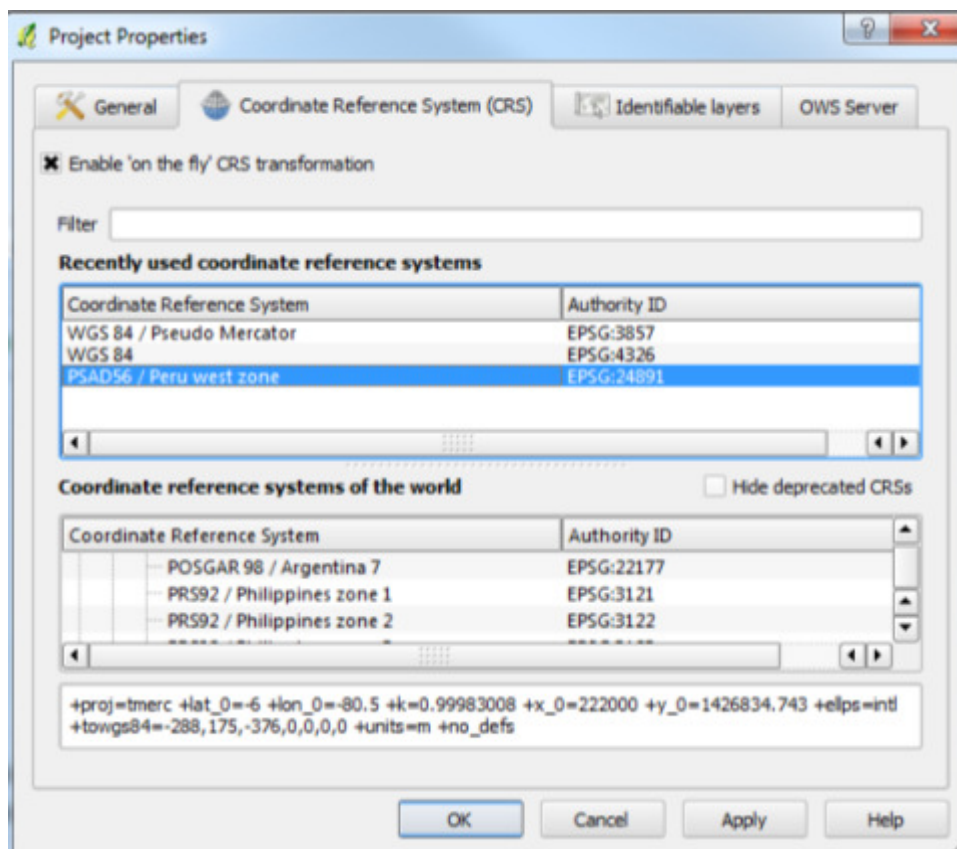 Project Properties
General
Coordinate Reference System (CRS)
Identifiable layers
OWS Server
Enable 'on the fly' CRS transformation
Filter
Recently used coordinate reference systems
Coordinate Reference System Authority ID
WGS 84 / Pseudo Mercator EPSG:3857
WGS 84 EPSG:4326
PSAD56 / Peru west zone EPSG:24891
Coordinate reference systems of the world
Hide deprecated CRSs
Coordinate Reference System Authority ID
POSGAR 98 / Argentina 7 EPSG:22177
PRS92 / Philippines zone 1 EPSG:3121
PRS92 / Philippines zone 2 EPSG:3122
+proj=tmerc +lat_0=-6 +lon_0=-80.5 +k=0.99983008 +x_0=222000 +y_0=1426834.743 +ellps=intl
+towgs84=-288,175,-376,0,0,0,0 +units=m +no_defs
OK
Cancel
Apply
Help